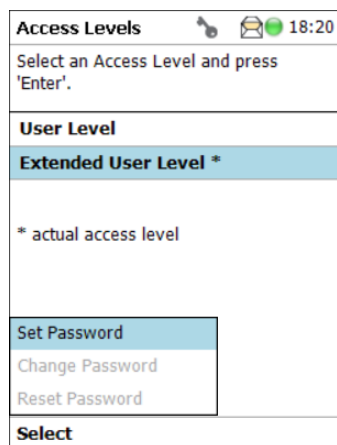 Access Levels 18:20
Select an Access Level and press
'Enter'.
User Level
Extended User Level *
* actual access level
Set Password
Change Password
Reset Password
Select